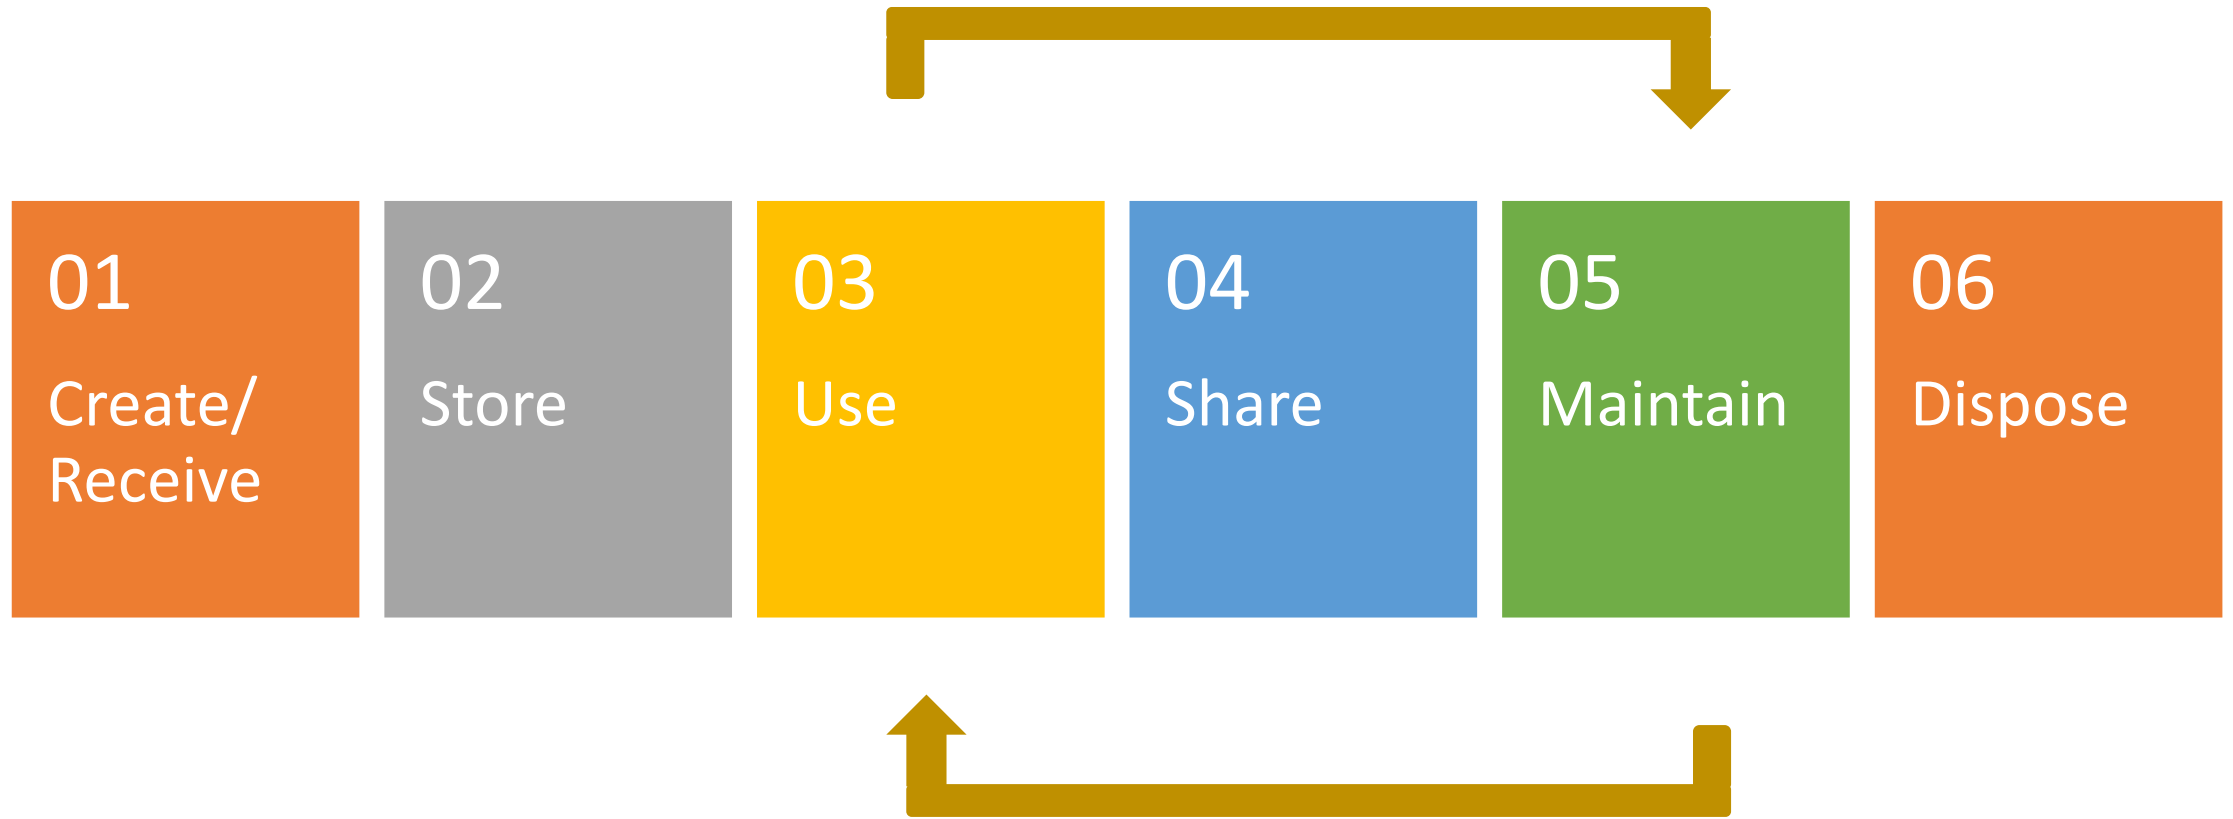 01
Create/
Receive
02
Store
03
Use
04
Share
05
Maintain
06
Dispose